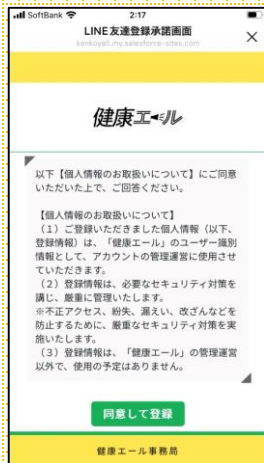 SoftBank 2:17
LINE友達登録承諾画面
kenkoyell.my.salesforce-sites.com
健康エール
以下【個人情報のお取扱いについて】にご同意
いただいた上で、ご回答ください。
【個人情報のお取扱いについて】
（１）ご登録いただきました個人情報（以下、
登録情報）は、「健康エール」のユーザー識別
情報として、アカウントの管理運営に使用させ
ていただきます。
（２）登録情報は、必要なセキュリティ対策を
講じ、厳重に管理いたします。
※不正アクセス、紛失、漏えい、改ざんなどを
防止するために、厳重なセキュリティ対策を実
施いたします。
（３）登録情報は、「健康エール」の管理運営
以外で、使用の予定はありません。
同意して登録
健康エール事務局